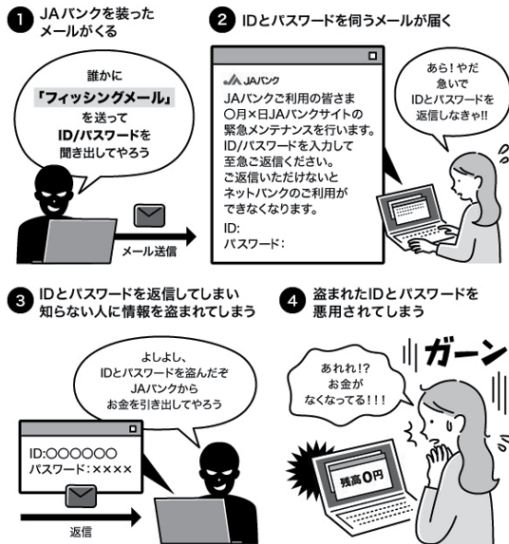 1 JAバンクを装った
メールがくる
誰かに
「フィッシングメール」
を送って
ID/パスワードを
聞き出してやろう
メール送信
2 IDとパスワードを伺うメールが届く
JAバンク
JAバンクご利用の皆さま
〇月×日JAバンクサイトの
緊急メンテナンスを行います。
ID/パスワードを入力して
至急ご返信ください。
ご返信いただけないと
ネットバンクのご利用が
できなくなります。
ID:
パスワード:
あら!やだ
急いで
IDとパスワードを
返信しなきゃ!!
3 IDとパスワードを返信してしまい
知らない人に情報を盗まれてしまう
よしよし、
IDとパスワードを盗んだぞ
JAバンクから
お金を引き出してやろう
ID:〇〇〇〇〇〇
パスワード:××××
返信
4 盗まれたIDとパスワードを
悪用されてしまう
ガーン
あれれ!?
お金が
なくなってる!!!
残高0円